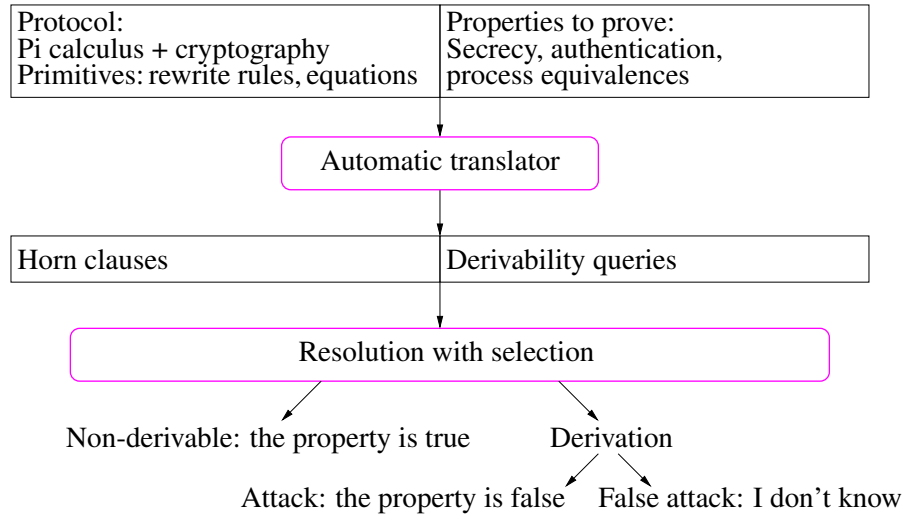 Protocol:
Pi calculus + cryptography
Primitives: rewrite rules, equations
Properties to prove:
Secrecy, authentication,
process equivalences
Automatic translator
Horn clauses
Derivability queries
Resolution with selection
Non-derivable: the property is true
Derivation
Attack: the property is false
False attack: I don't know